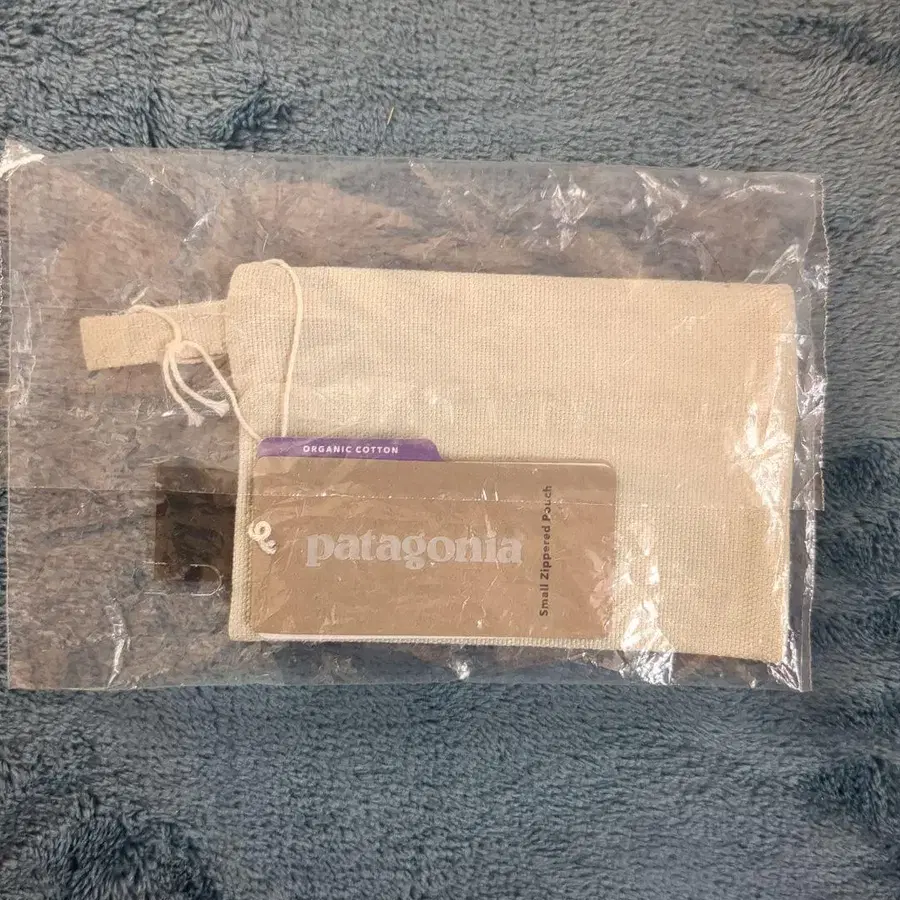 ORGANIC COTTON
patagonia
Small Zippered Pouch